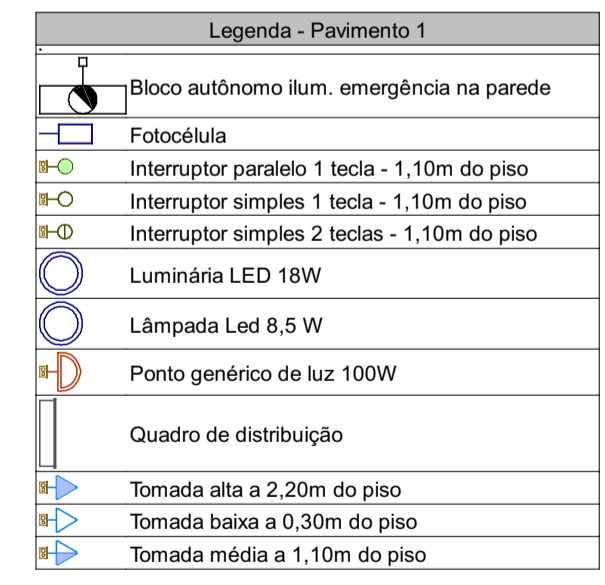 Legenda - Pavimento 1
Bloco autônomo ilum. emergência na parede
Fotocélula
Interruptor paralelo 1 tecla - 1,10m do piso
Interruptor simples 1 tecla - 1,10m do piso
Interruptor simples 2 teclas - 1,10m do piso
Luminária LED 18W
Lâmpada Led 8,5 W
Ponto genérico de luz 100W
Quadro de distribuição
Tomada alta a 2,20m do piso
Tomada baixa a 0,30m do piso
Tomada média a 1,10m do piso